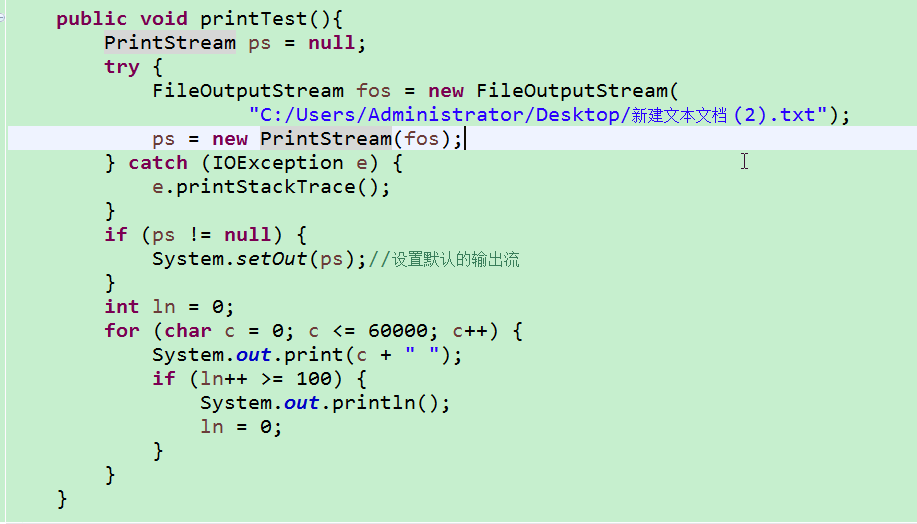 public void printTest(){
PrintStream ps = null;
try {
FileOutputStream fos = new FileOutputStream(
"C:/Users/Administrator/Desktop/新建文本文档 (2).txt");
ps = new PrintStream(fos);
} catch (IOException e) {
e.printStackTrace();
}
if (ps != null) {
System.setOut(ps);//设置默认的输出流
}
int ln = 0;
for (char c = 0; c <= 60000; c++) {
System.out.print(c + " ");
if (ln++ >= 100) {
System.out.println();
ln = 0;
}
}
}